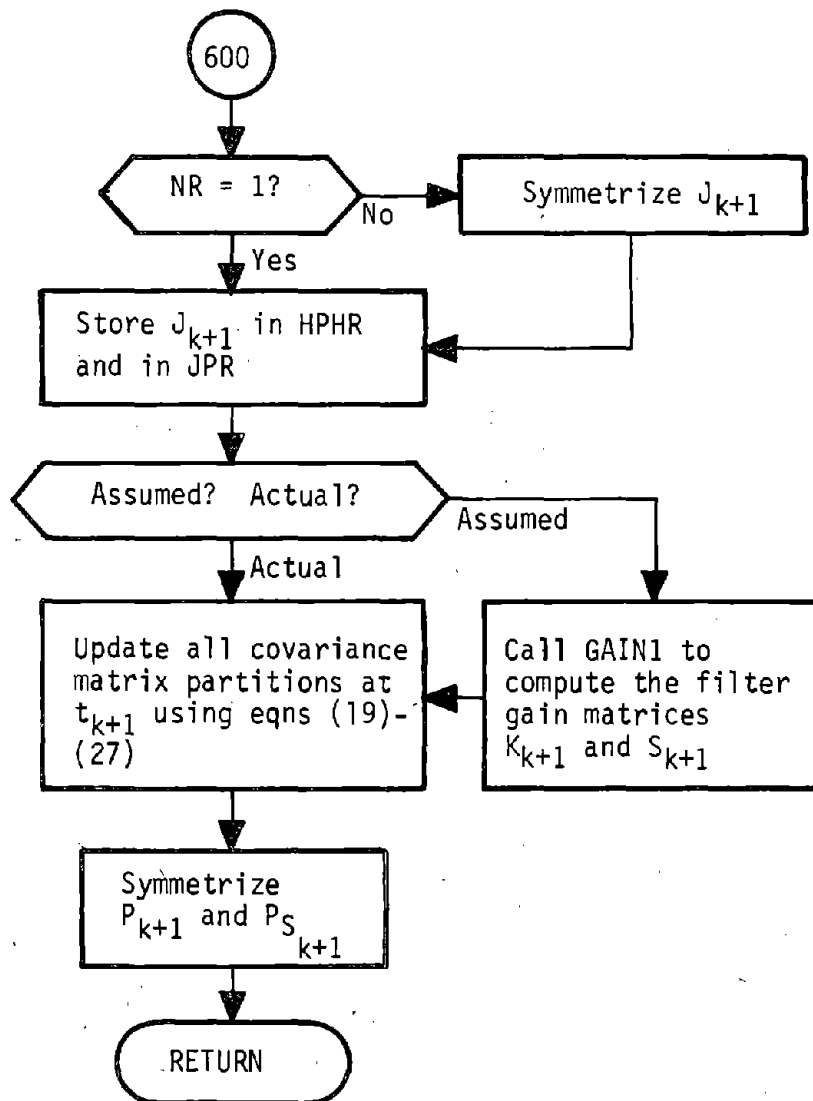 600
NR = 1?
No
Symmetrize J_{k+1}
Yes
Store J_{k+1} in HPHR
and in JPR
Assumed? Actual?
Assumed
Actual
Update all covariance
matrix partitions at
t_{k+1} using eqns (19)-
(27)
Call GAIN1 to
compute the filter
gain matrices
K_{k+1} and S_{k+1}
Symmetrize
P_{k+1} and P_{S_{k+1}}
RETURN